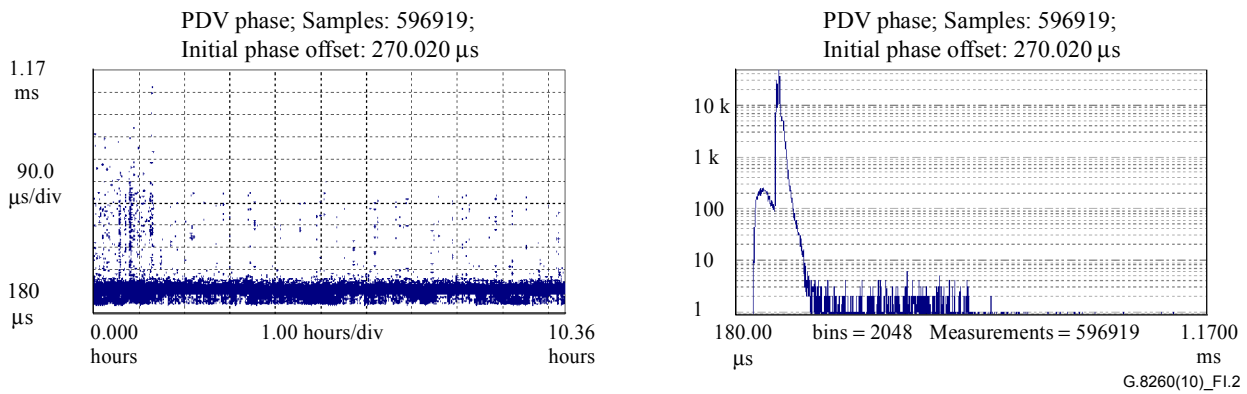 PDV phase; Samples: 596919;
Initial phase offset: 270.020 µs
1.17
ms
90.0
µs/div
180
µs
0.000
hours
1.00 hours/div
10.36
hours
PDV phase; Samples: 596919;
Initial phase offset: 270.020 µs
10 k
1 k
100
10
1
180.00
µs
bins = 2048 Measurements = 596919
1.1700
ms
G.8260(10)_FI.2